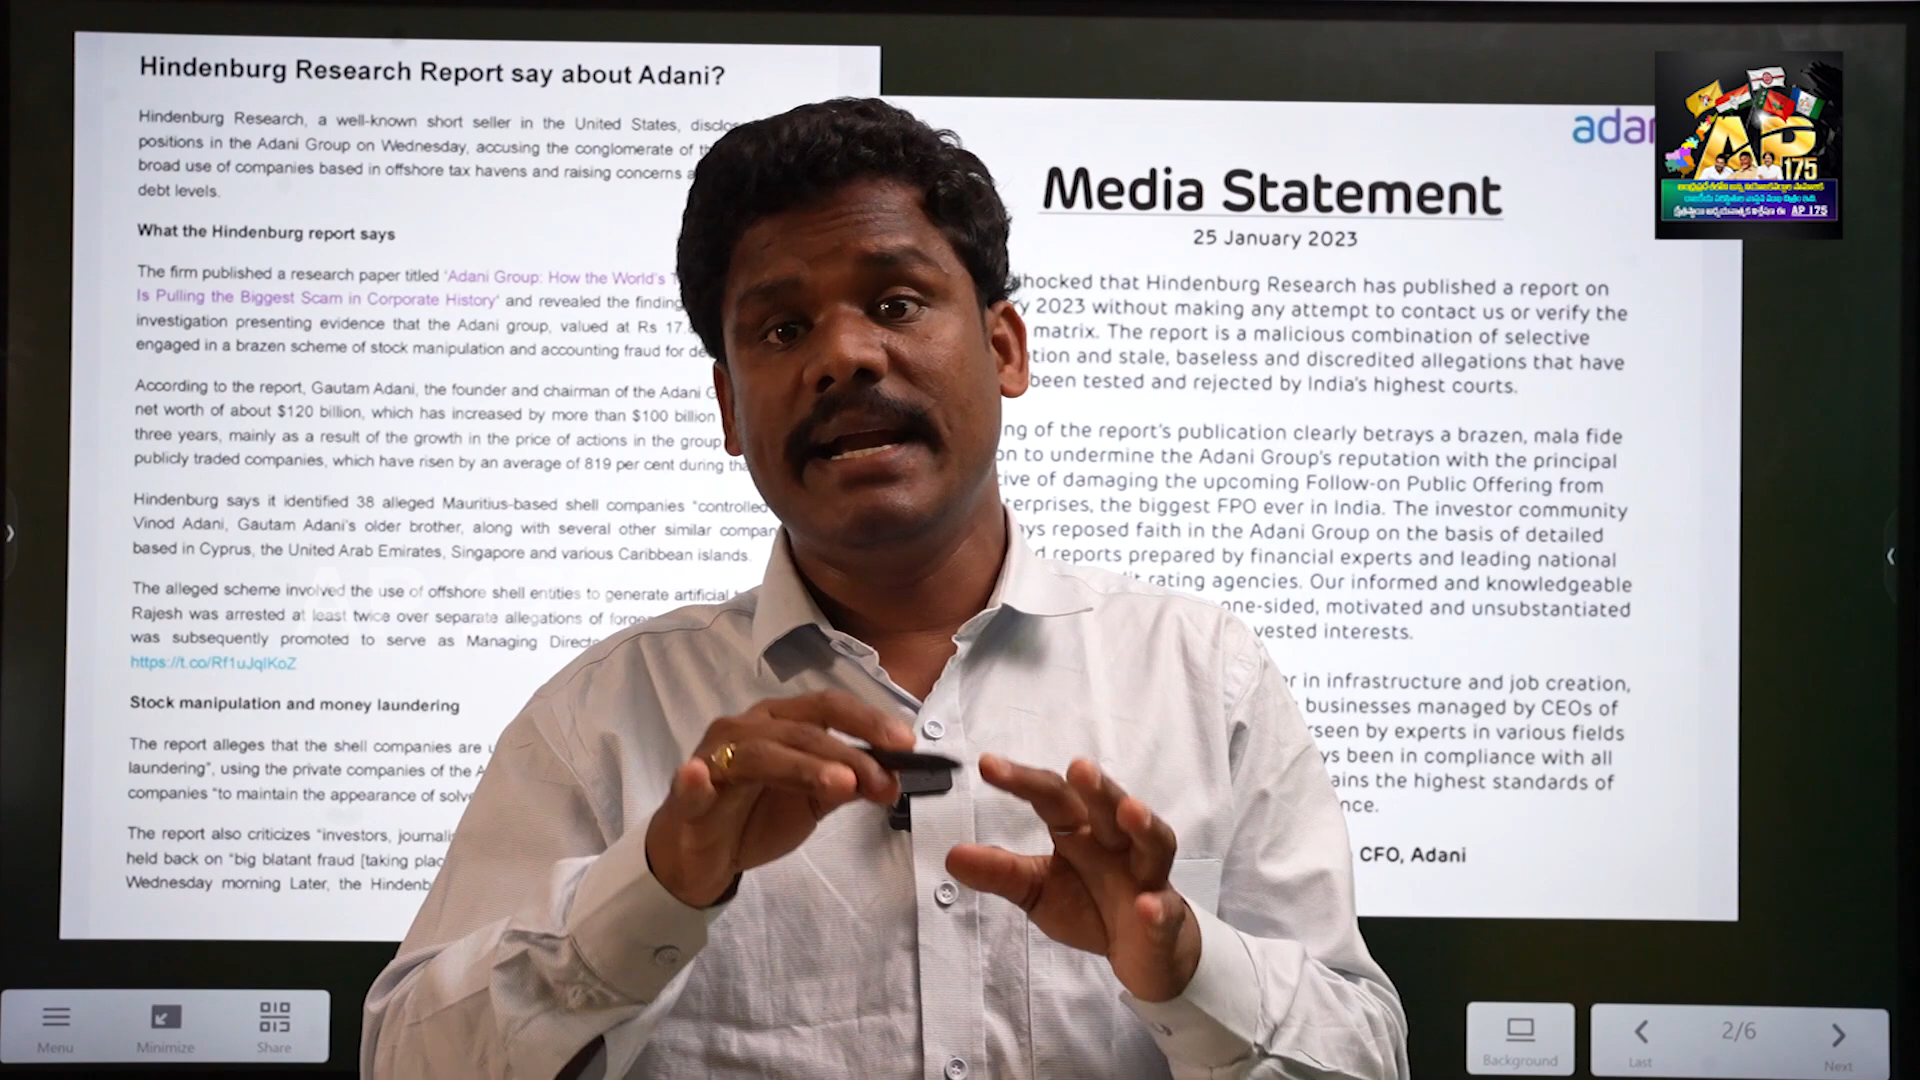 Hindenburg Research Report say about Adani?
Hindenburg Research, a well-known short seller in the United States,
positions in the Adani Group on Wednesday, accusing the conglomerate of
broad use of companies based in offshore tax havens and raising concerns
debt levels.
What the Hindenburg report says
The firm published a research paper titled 'Adani Group: How the World's
Is Pulling the Biggest Scam in Corporate History' and revealed the
investigation presenting evidence that the Adani group, valued at Rs
engaged in a brazen scheme of stock manipulation and accounting fraud for
According to the report, Gautam Adani, the founder and chairman of the Adani
net worth of about $120 billion, which has increased by more than $100 billion
three years, mainly as a result of the growth in the price of actions in the group
publicly traded companies, which have risen by an average of 819 per cent during
Hindenburg says it identified 38 alleged Mauritius-based shell companies "controlled
Vinod Adani, Gautam Adani's older brother, along with several other similar
based in Cyprus, the United Arab Emirates, Singapore and various Caribbean islands.
The alleged scheme involved the use of offshore shell entities to generate artificial
Rajesh was arrested at least twice over separate allegations of
was subsequently promoted to serve as Managing
https://t.co/Rf1uJqIKoZ
Stock manipulation and money laundering
The report alleges that the shell companies are
laundering", using the private companies of the
companies "to maintain the appearance of
The report also criticizes "investors,
held back on "big blatant fraud [taking
Wednesday morning Later, the
Media Statement
25 January 2023
that Hindenburg Research has published a report on
2023 without making any attempt to contact us or verify the
matrix. The report is a malicious combination of selective
and stale, baseless and discredited allegations that have
been tested and rejected by India's highest courts.
of the report's publication clearly betrays a brazen, mala fide
to undermine the Adani Group's reputation with the principal
of damaging the upcoming Follow-on Public Offering from
the biggest FPO ever in India. The investor community
reposed faith in the Adani Group on the basis of detailed
reports prepared by financial experts and leading national
rating agencies. Our informed and knowledgeable
one-sided, motivated and unsubstantiated
vested interests.
in infrastructure and job creation,
businesses managed by CEOs of
by experts in various fields
been in compliance with all
the highest standards of
CFO, Adani
AP
175
AP 175
Menu
Minimize
Share
Background
Last
2/6
Next